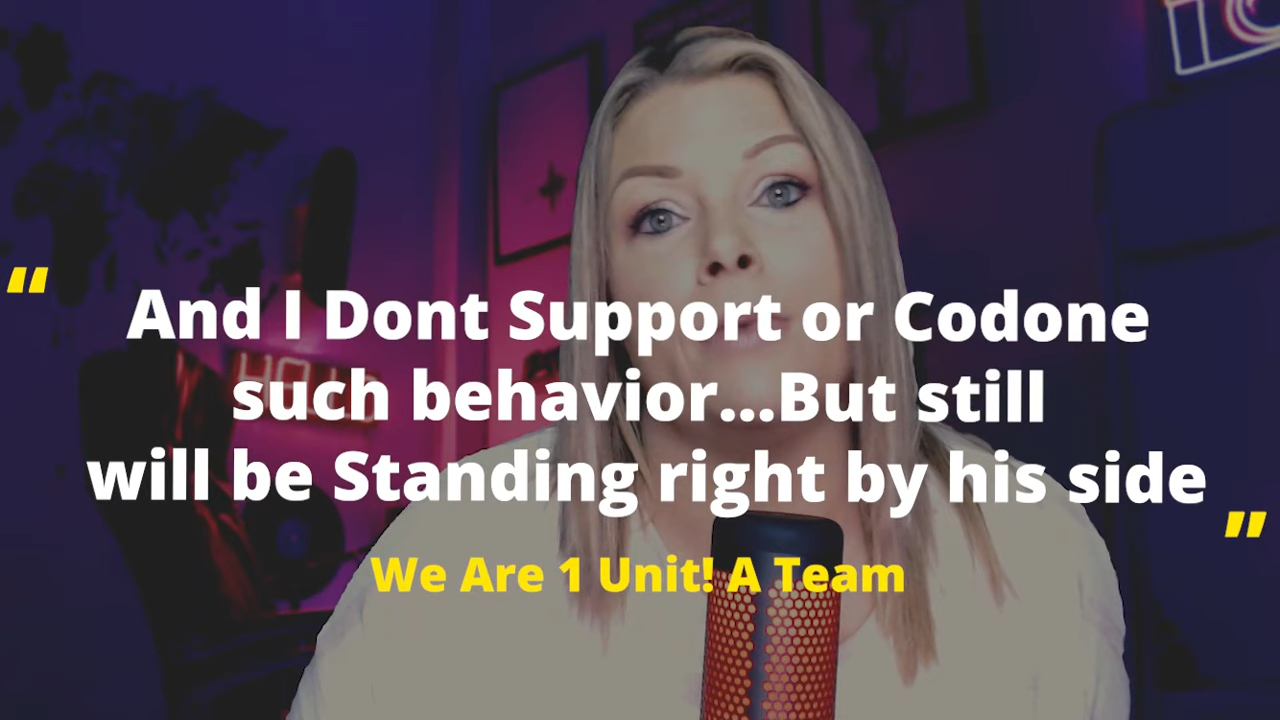 “
And I Dont Support or Codone
such behavior...But still
will be Standing right by his side
”
We Are 1 Unit! A Team